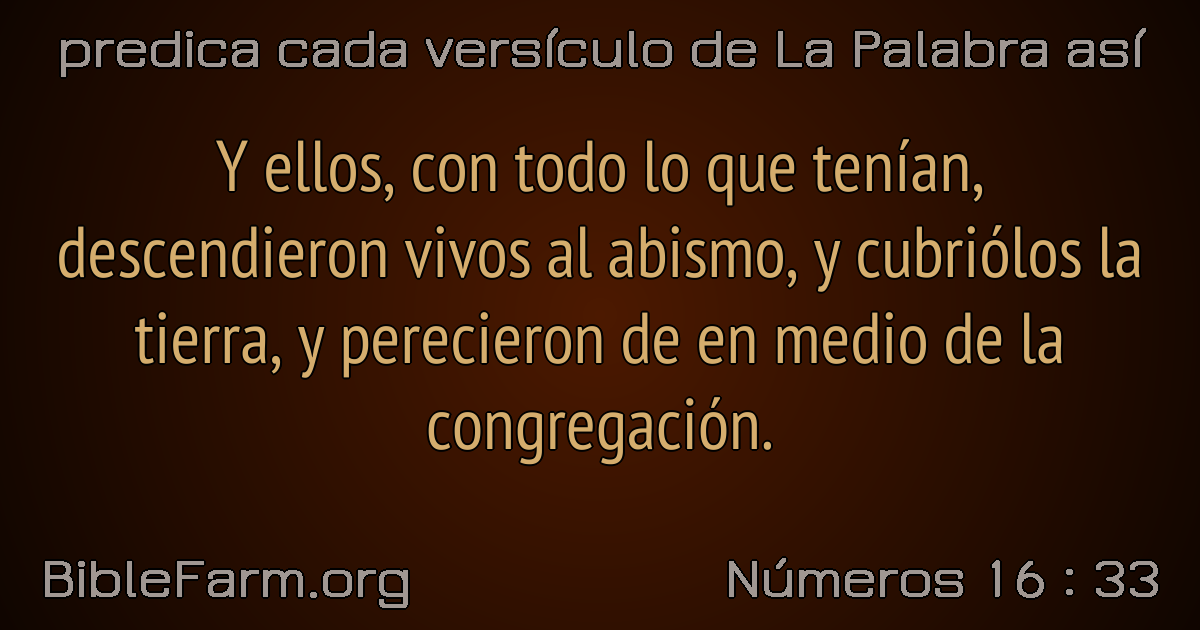 predica cada versículo de La Palabra así
Y ellos, con todo lo que tenían,
descendieron vivos al abismo, y cubriólos la
tierra, y perecieron de en medio de la
congregación.
BibleFarm.org
Números 16 : 33